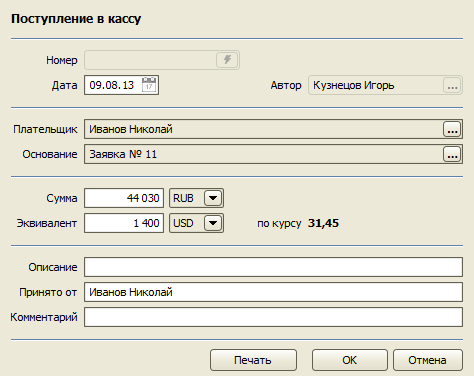 Поступление в кассу
Номер
Дата 09.08.13 17 Автор Кузнецов Игорь ...
Плательщик Иванов Николай ...
Основание Заявка № 11 ...
Сумма 44 030 RUB
Эквивалент 1 400 USD по курсу 31,45
Описание
Принято от Иванов Николай
Комментарий
Печать OK Отмена